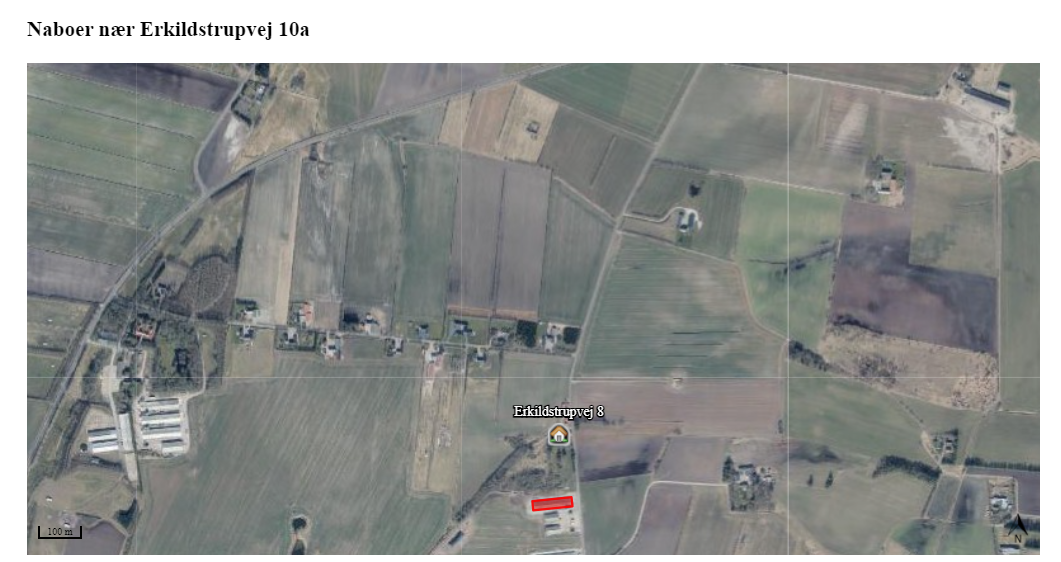 Naboer nær Erkildstrupvej 10a
Erkildstrupvej 8
100 m
N